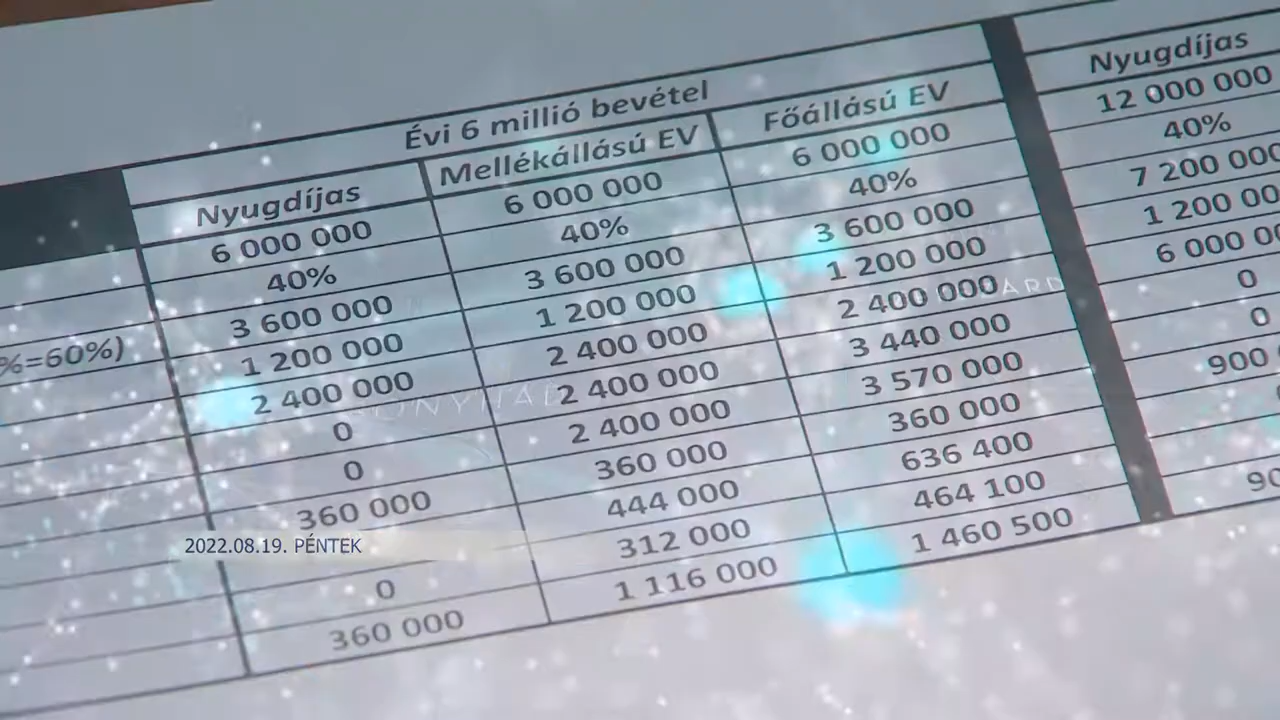 Évi 6 millió bevétel
Nyugdíjas Mellékállású EV Főállású EV Nyugdíjas
6 000 000 6 000 000 6 000 000 12 000 000
40% 40% 40% 40%
3 600 000 3 600 000 3 600 000 7 200 000
%=60%) 1 200 000 1 200 000 1 200 000 1 200 00
2 400 000 2 400 000 2 400 000 6 000 0
0 2 400 000 3 440 000 0
0 2 400 000 3 570 000 0
360 000 360 000 360 000 900
444 000 636 400
0 312 000 464 100
360 000 1 116 000 1 460 500 90
2022.08.19. PÉNTEK